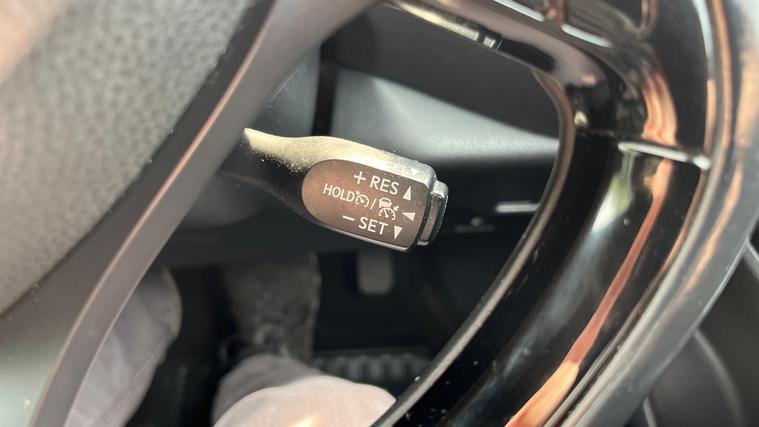 + RES
HOLD /
– SET